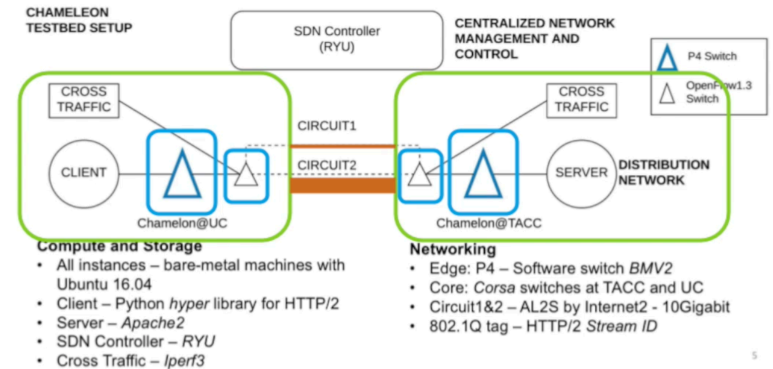 CHAMELEON
TESTBED SETUP
SDN Controller
(RYU)
CENTRALIZED NETWORK
MANAGEMENT AND
CONTROL
P4 Switch
OpenFlow1.3
Switch
CROSS
TRAFFIC
CROSS
TRAFFIC
CIRCUIT1
CIRCUIT2
CLIENT
SERVER
DISTRIBUTION
NETWORK
Chamelon@UC
Chamelon@TACC
Compute and Storage
• All instances – bare-metal machines with
Ubuntu 16.04
• Client – Python hyper library for HTTP/2
• Server – Apache2
• SDN Controller – RYU
• Cross Traffic – Iperf3
Networking
• Edge: P4 – Software switch BMV2
• Core: Corsa switches at TACC and UC
• Circuit1&2 – AL2S by Internet2 - 10Gigabit
• 802.1Q tag – HTTP/2 Stream ID
5